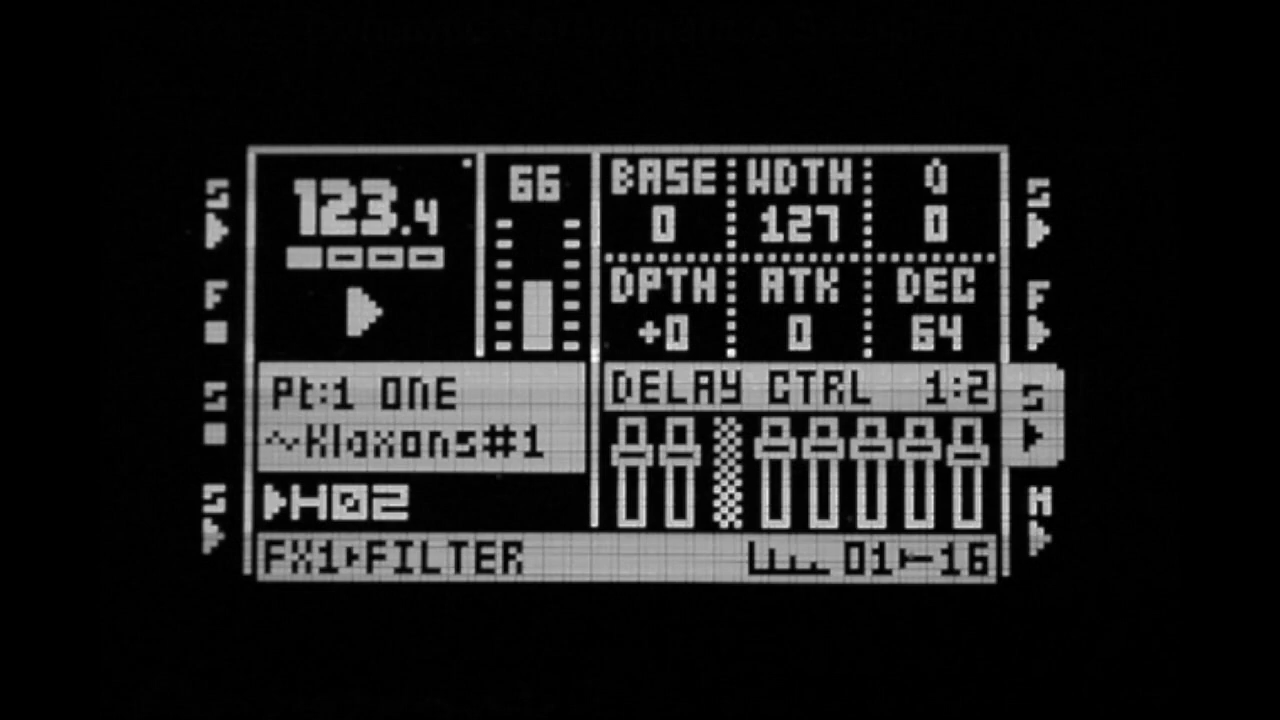 123.4
66
BASE WDTH Q
0 127 0
DPTH ATK DEC
+0 0 64
Pt:1 ONE
~Klaxons#1
H02
DELAY CTRL 1:2
FX1▸FILTER 01▸-16
S
F
S
S
S
F
S
M